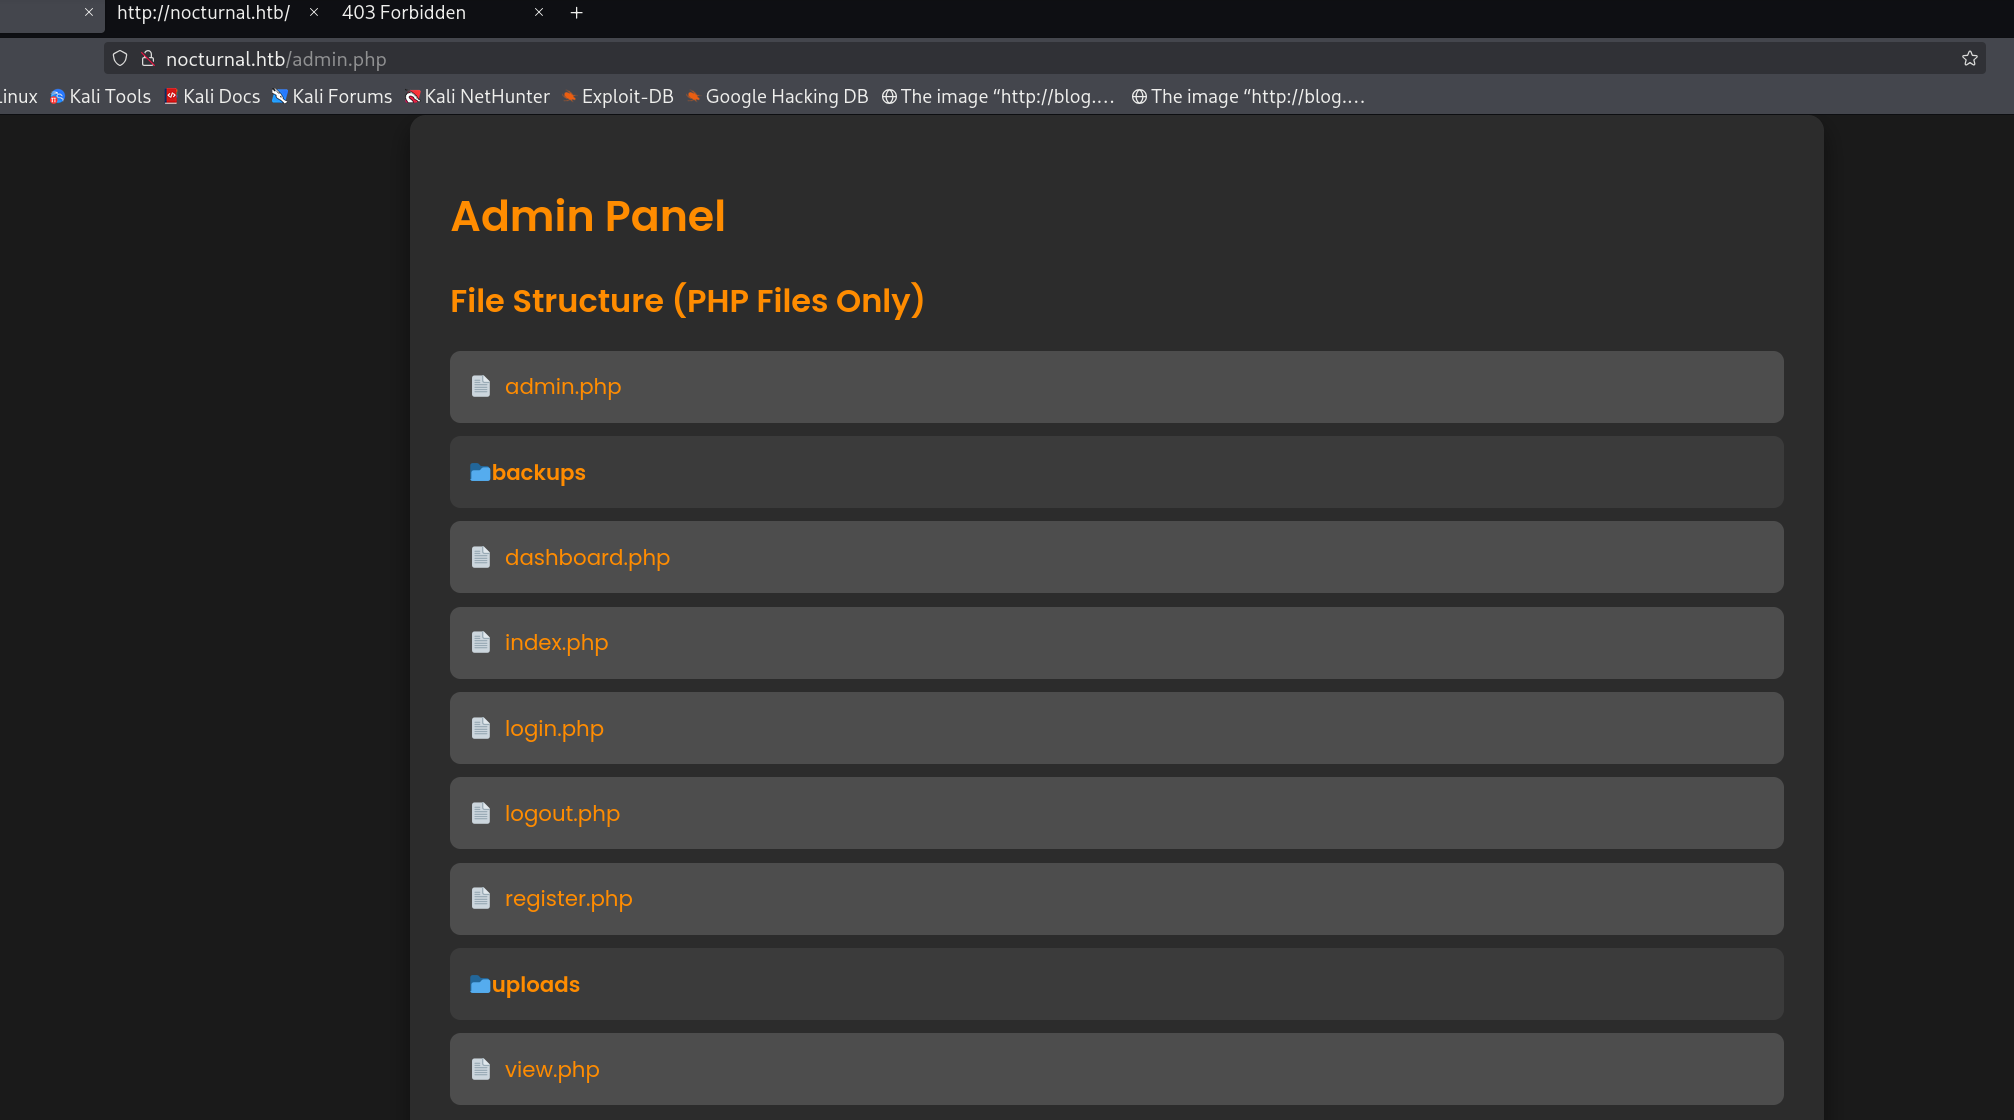 http://nocturnal.htb/ 403 Forbidden
nocturnal.htb/admin.php
Kali Tools Kali Docs Kali Forums Kali NetHunter Exploit-DB Google Hacking DB The image “http://blog.… The image “http://blog.…
Admin Panel
File Structure (PHP Files Only)
admin.php
backups
dashboard.php
index.php
login.php
logout.php
register.php
uploads
view.php